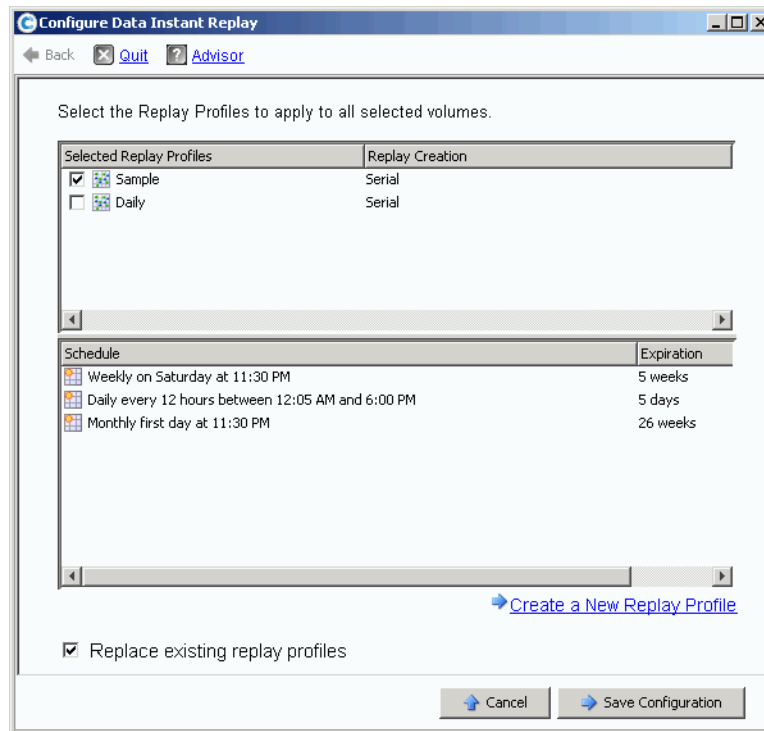 Configure Data Instant Replay
Back Quit Advisor
Select the Replay Profiles to apply to all selected volumes.
Selected Replay Profiles Replay Creation
Sample Serial
Daily Serial
Schedule Expiration
Weekly on Saturday at 11:30 PM 5 weeks
Daily every 12 hours between 12:05 AM and 6:00 PM 5 days
Monthly first day at 11:30 PM 26 weeks
Create a New Replay Profile
Replace existing replay profiles
Cancel Save Configuration